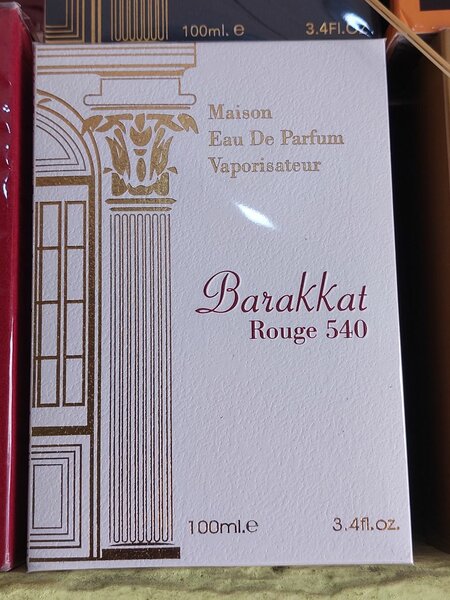 100ml. e 3.4Fl.Oz.
Maison
Eau De Parfum
Vaporisateur
Barakkat
Rouge 540
100ml.e 3.4fl.oz.